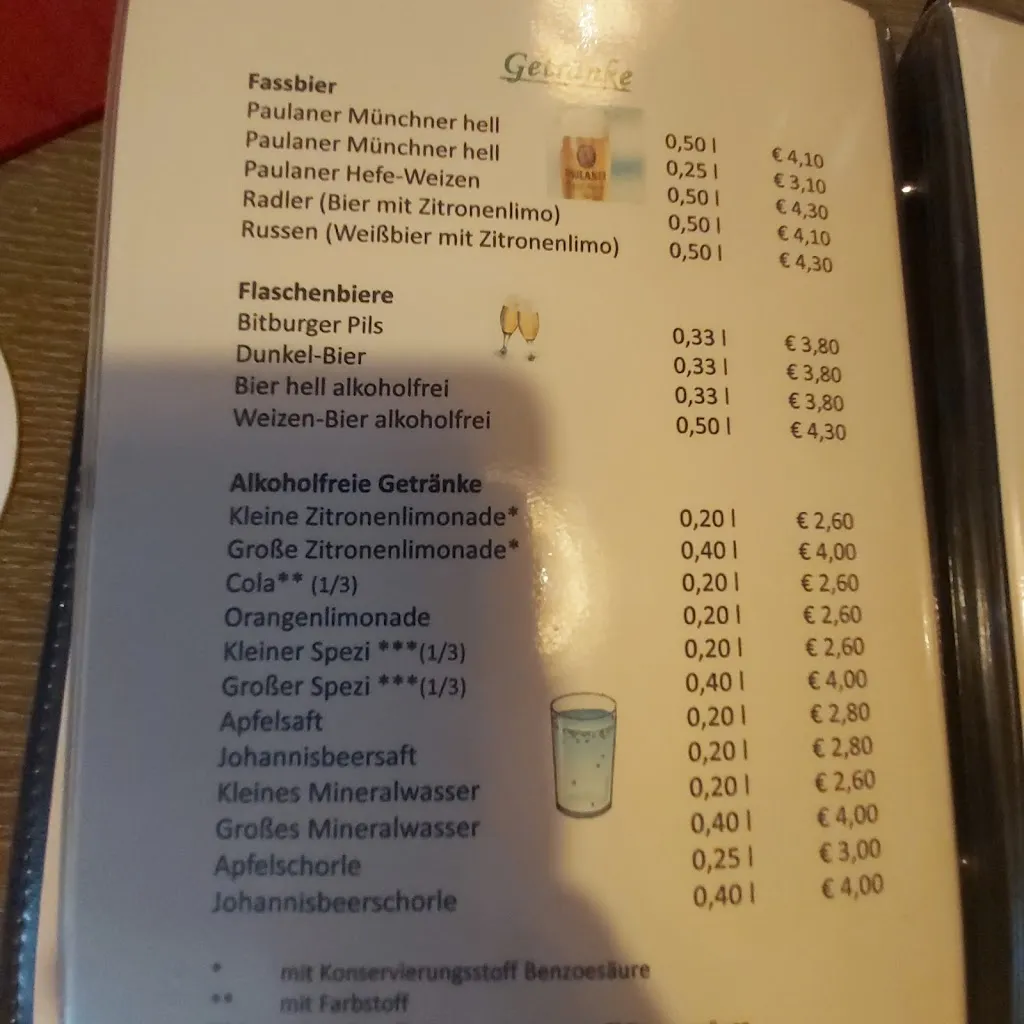 Getränke
Fassbier
Paulaner Münchner hell 0,50 l € 4,10
Paulaner Münchner hell 0,25 l € 3,10
Paulaner Hefe-Weizen 0,50 l € 4,30
Radler (Bier mit Zitronenlimo) 0,50 l € 4,10
Russen (Weißbier mit Zitronenlimo) 0,50 l € 4,30
PAULANER
Flaschenbiere
Bitburger Pils 0,33 l € 3,80
Dunkel-Bier 0,33 l € 3,80
Bier hell alkoholfrei 0,33 l € 3,80
Weizen-Bier alkoholfrei 0,50 l € 4,30
Alkoholfreie Getränke
Kleine Zitronenlimonade* 0,20 l € 2,60
Große Zitronenlimonade* 0,40 l € 4,00
Cola** (1/3) 0,20 l € 2,60
Orangenlimonade 0,20 l € 2,60
Kleiner Spezi ***(1/3) 0,20 l € 2,60
Großer Spezi ***(1/3) 0,40 l € 4,00
Apfelsaft 0,20 l € 2,80
Johannisbeersaft 0,20 l € 2,80
Kleines Mineralwasser 0,20 l € 2,60
Großes Mineralwasser 0,40 l € 4,00
Apfelschorle 0,25 l € 3,00
Johannisbeerschorle 0,40 l € 4,00
* mit Konservierungsstoff Benzoesäure
** mit Farbstoff